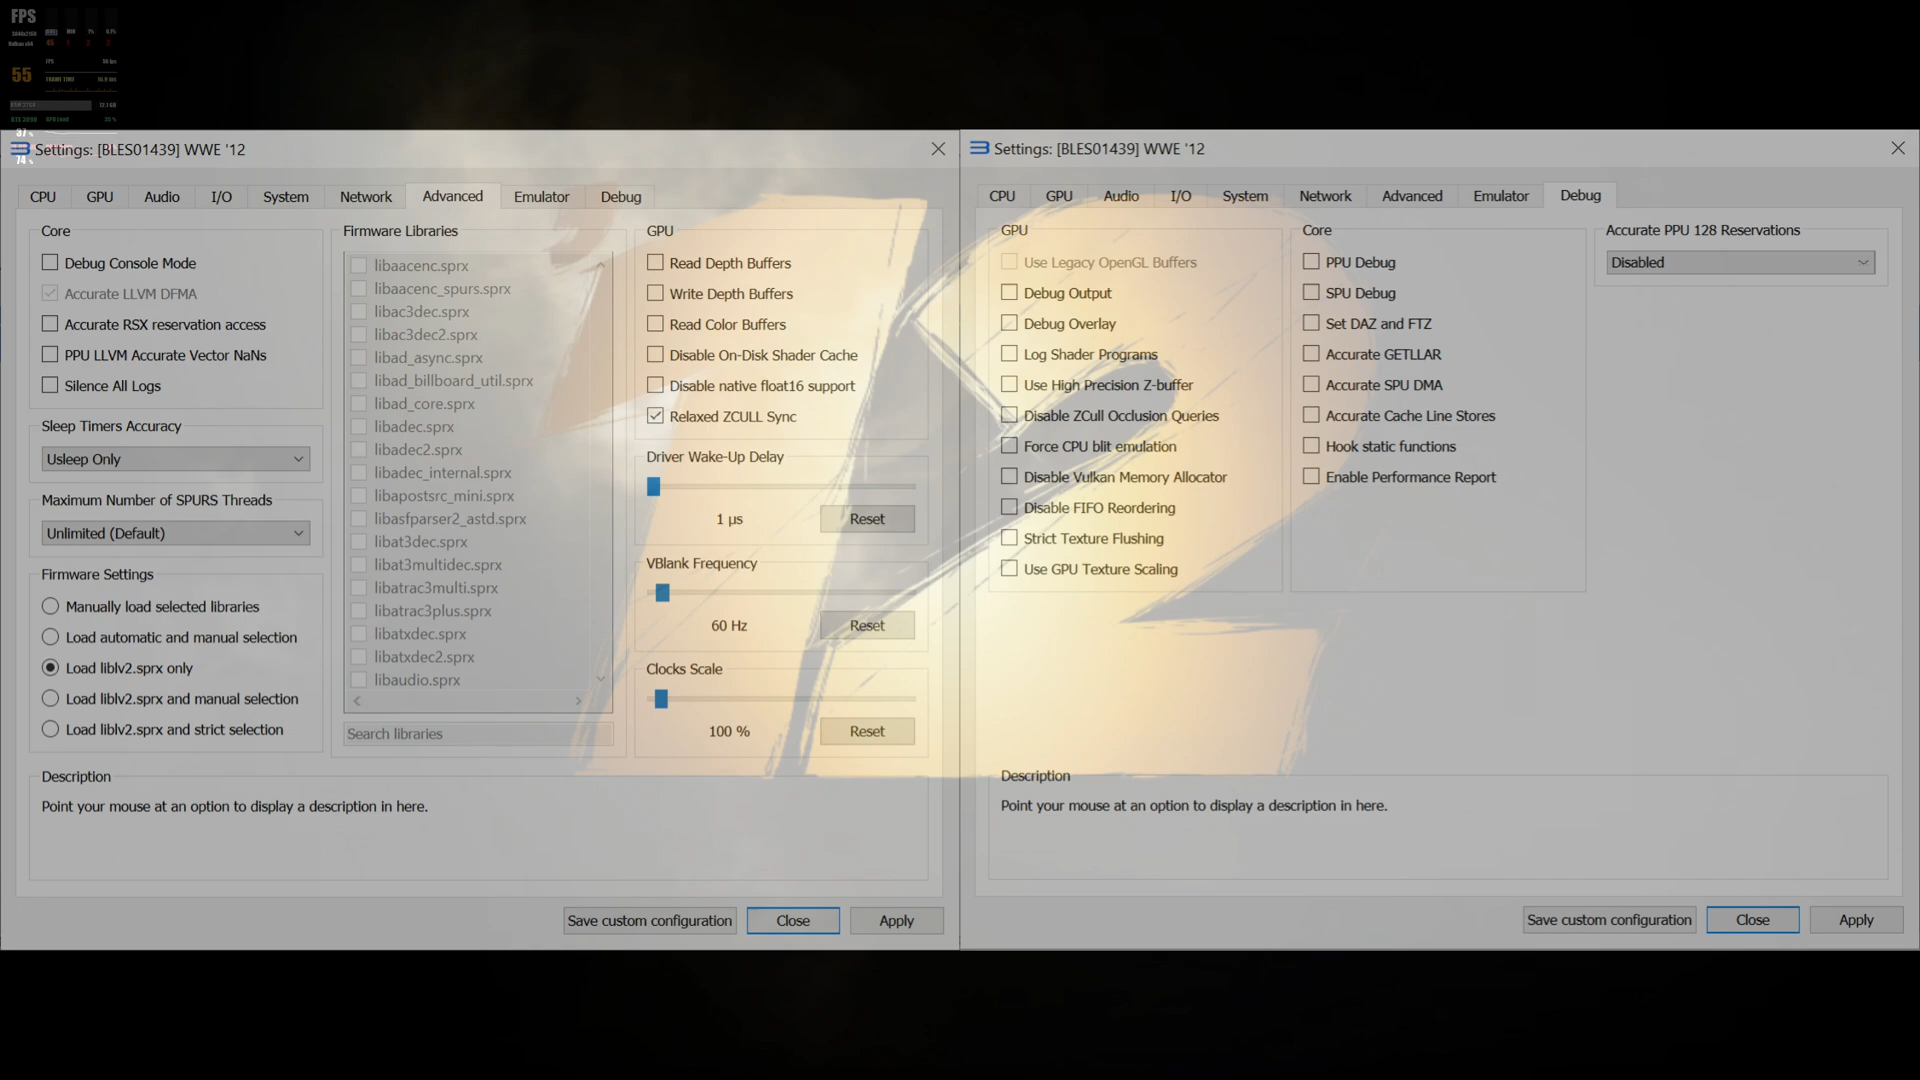 FPS
55
37 %
74 %
Settings: [BLES01439] WWE '12
CPU GPU Audio I/O System Network Advanced Emulator Debug
Core
Debug Console Mode
Accurate LLVM DFMA
Accurate RSX reservation access
PPU LLVM Accurate Vector NaNs
Silence All Logs
Sleep Timers Accuracy
Usleep Only
Maximum Number of SPURS Threads
Unlimited (Default)
Firmware Settings
Manually load selected libraries
Load automatic and manual selection
Load liblv2.sprx only
Load liblv2.sprx and manual selection
Load liblv2.sprx and strict selection
Firmware Libraries
libaacenc.sprx
libaacenc_spurs.sprx
libac3dec.sprx
libac3dec2.sprx
libad_async.sprx
libad_billboard_util.sprx
libad_core.sprx
libadec.sprx
libadec2.sprx
libadec_internal.sprx
libapostsrc_mini.sprx
libasfparser2_astd.sprx
libat3dec.sprx
libat3multidec.sprx
libatrac3multi.sprx
libatrac3plus.sprx
libatxdec.sprx
libatxdec2.sprx
libaudio.sprx
Search libraries
GPU
Read Depth Buffers
Write Depth Buffers
Read Color Buffers
Disable On-Disk Shader Cache
Disable native float16 support
Relaxed ZCULL Sync
Driver Wake-Up Delay
1 µs Reset
VBlank Frequency
60 Hz Reset
Clocks Scale
100 % Reset
Description
Point your mouse at an option to display a description in here.
Save custom configuration Close Apply
Settings: [BLES01439] WWE '12
CPU GPU Audio I/O System Network Advanced Emulator Debug
GPU
Use Legacy OpenGL Buffers
Debug Output
Debug Overlay
Log Shader Programs
Use High Precision Z-buffer
Disable ZCull Occlusion Queries
Force CPU blit emulation
Disable Vulkan Memory Allocator
Disable FIFO Reordering
Strict Texture Flushing
Use GPU Texture Scaling
Core
PPU Debug
SPU Debug
Set DAZ and FTZ
Accurate GETLLAR
Accurate SPU DMA
Accurate Cache Line Stores
Hook static functions
Enable Performance Report
Accurate PPU 128 Reservations
Disabled
Description
Point your mouse at an option to display a description in here.
Save custom configuration Close Apply